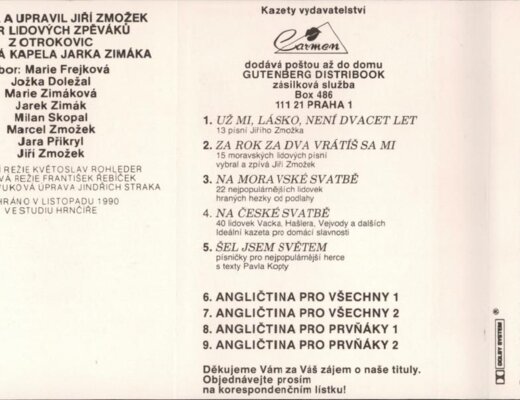 A UPRAVIL JIŘÍ ZMOŽEK
R LIDOVÝCH ZPĚVÁKŮ
Z OTROKOVIC
Á KAPELA JARKA ZIMÁKA
bor: Marie Frejková
Jožka Doležal
Marie Zimáková
Jarek Zimák
Milan Skopal
Marcel Zmožek
Jara Přikryl
Jiří Zmožek
REŽIE KVĚTOSLAV ROHLEDER
VÁ REŽIE FRANTIŠEK ŘEBÍČEK
VUKOVÁ ÚPRAVA JINDŘICH STRAKA
HRÁNO V LISTOPADU 1990
VE STUDIU HRNČÍŘE
Kazety vydavatelství
Carmen
dodává poštou až do domu
GUTENBERG DISTRIBOOK
zásilková služba
Box 486
111 21 PRAHA 1
1. UŽ MI, LÁSKO, NENÍ DVACET LET
13 písní Jiřího Zmožka
2. ZA ROK ZA DVA VRÁTÍŠ SA MI
15 moravských lidových písní
vybral a zpívá Jiří Zmožek
3. NA MORAVSKÉ SVATBĚ
22 nejpopulárnějších lidovek
hraných hezky od podlahy
4. NA ČESKÉ SVATBĚ
40 lidovek Vacka, Hašlera, Vejvody a dalších
Ideální kazeta pro domácí slavnosti
5. ŠEL JSEM SVĚTEM
písničky pro nejpopulárnější herce
s texty Pavla Kopty
6. ANGLIČTINA PRO VŠECHNY 1
7. ANGLIČTINA PRO VŠECHNY 2
8. ANGLIČTINA PRO PRVŇÁKY 1
9. ANGLIČTINA PRO PRVŇÁKY 2
Děkujeme Vám za Váš zájem o naše tituly.
Objednávejte prosím
na korespondenčním lístku!
DOLBY SYSTEM ®